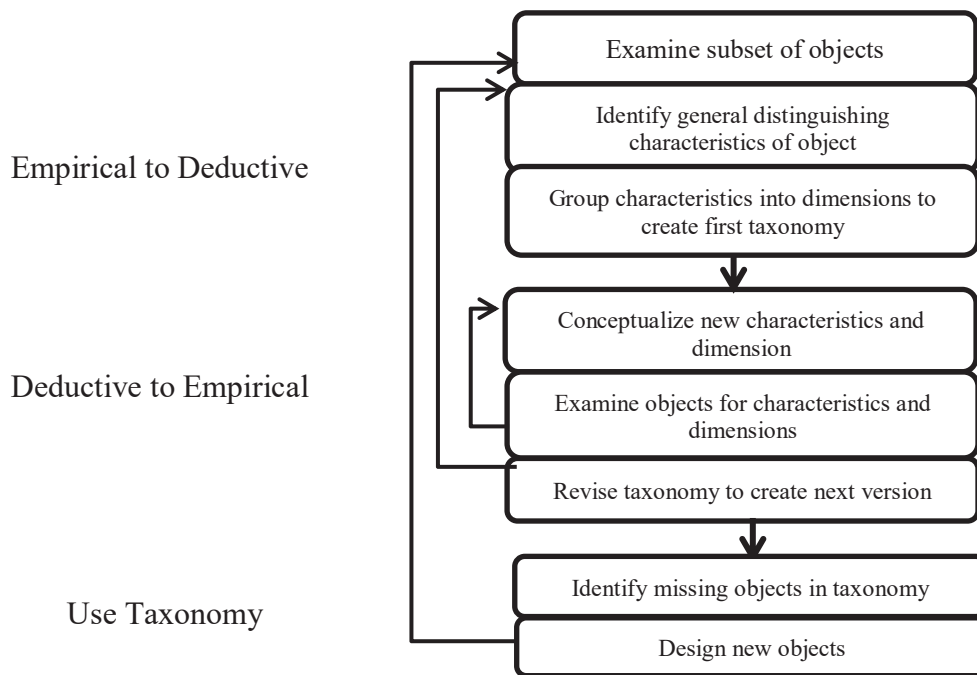 Examine subset of objects
Identify general distinguishing
characteristics of object
Empirical to Deductive
Group characteristics into dimensions to
create first taxonomy
Conceptualize new characteristics and
dimension
Deductive to Empirical
Examine objects for characteristics and
dimensions
Revise taxonomy to create next version
Identify missing objects in taxonomy
Use Taxonomy
Design new objects